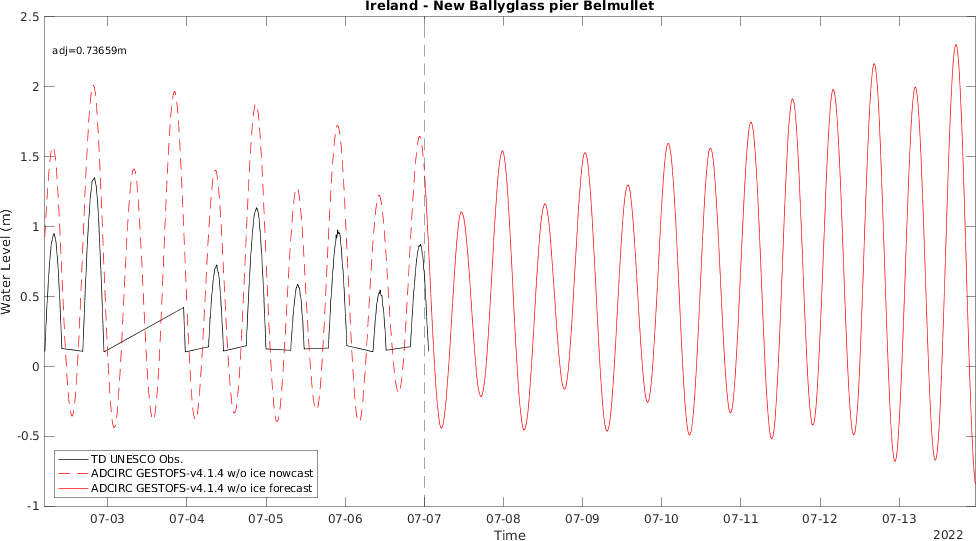 Ireland - New Ballyglass pier Belmullet
adj=0.73659m
2.5
2
1.5
1
0.5
0
-0.5
-1
Water Level (m)
TD UNESCO Obs.
ADCIRC GESTOFS-v4.1.4 w/o ice nowcast
ADCIRC GESTOFS-v4.1.4 w/o ice forecast
07-03 07-04 07-05 07-06 07-07 07-08 07-09 07-10 07-11 07-12 07-13
Time
2022